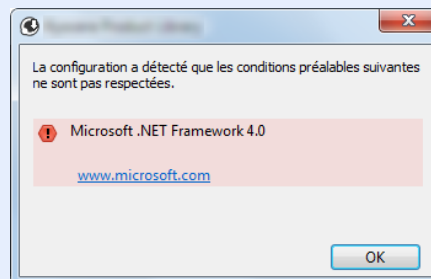 La configuration a détecté que les conditions préalables suivantes
ne sont pas respectées.
Microsoft .NET Framework 4.0
www.microsoft.com
OK